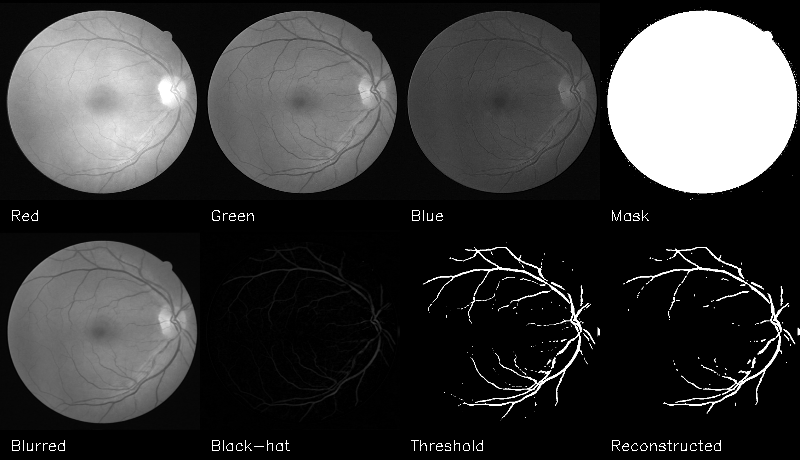 Red
Green
Blue
Mask
Blurred
Black-hat
Threshold
Reconstructed